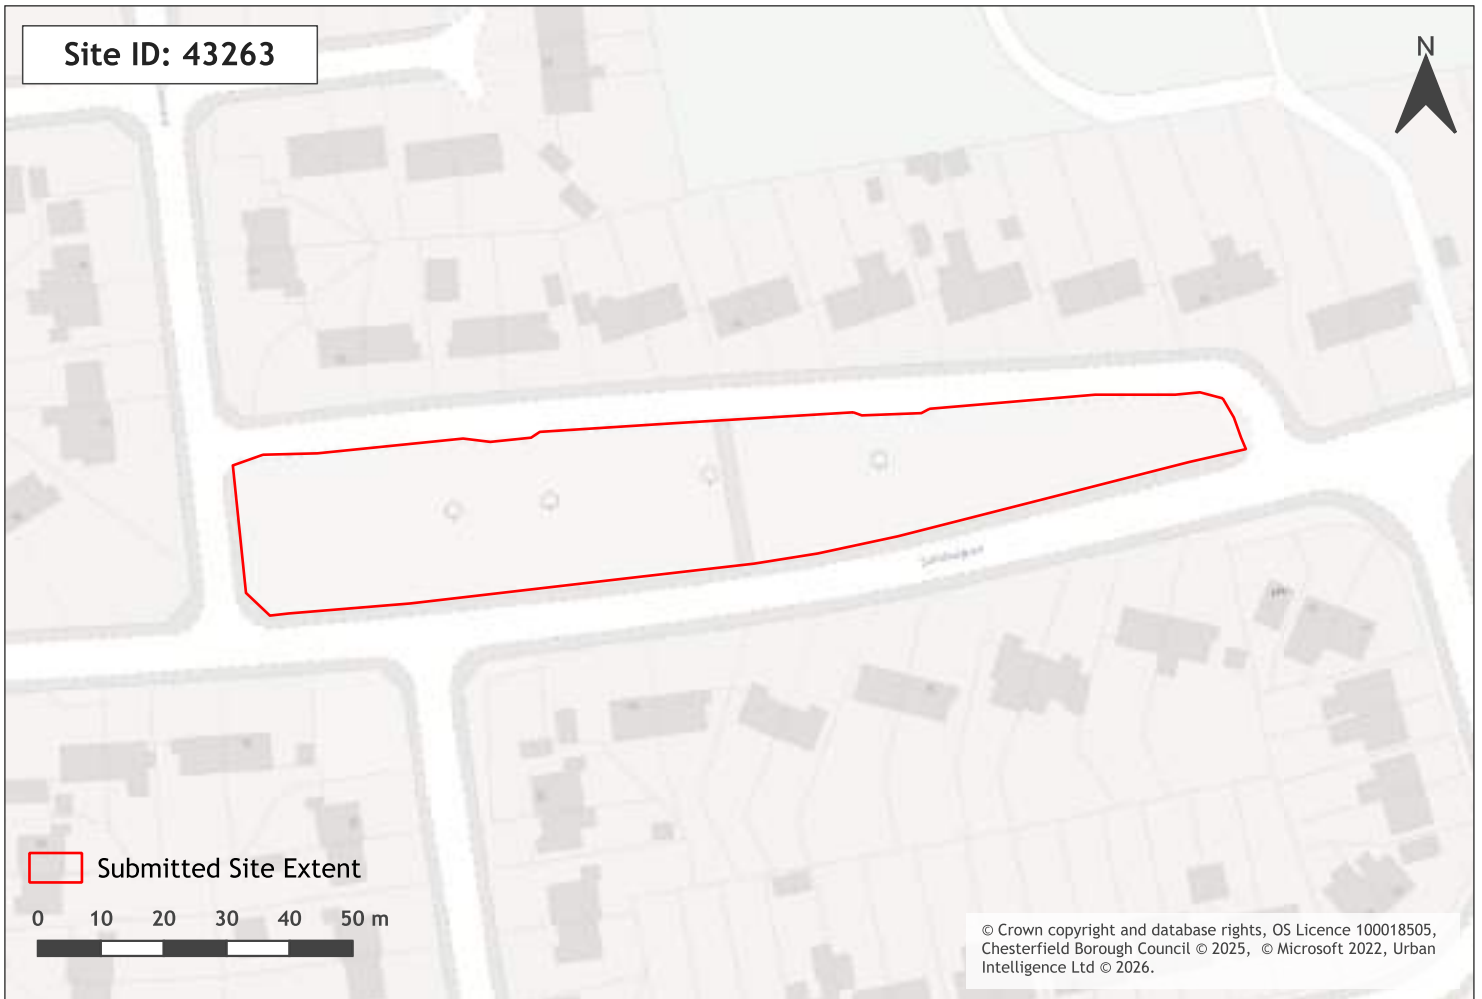 Site ID: 43263
N
Submitted Site Extent
0 10 20 30 40 50 m
© Crown copyright and database rights, OS Licence 100018505,
Chesterfield Borough Council © 2025, © Microsoft 2022, Urban
Intelligence Ltd © 2026.